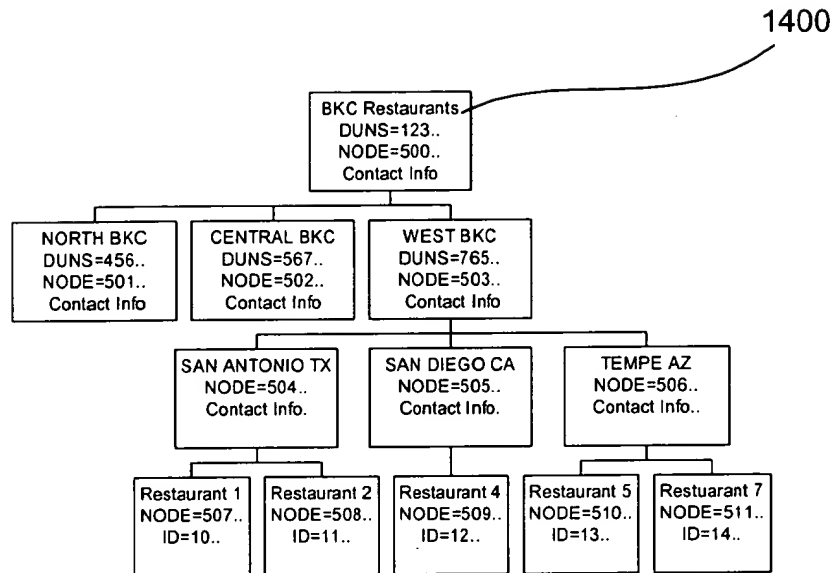 1400
BKC Restaurants
DUNS=123..
NODE=500..
Contact Info
NORTH BKC
DUNS=456..
NODE=501..
Contact Info
CENTRAL BKC
DUNS=567..
NODE=502..
Contact Info
WEST BKC
DUNS=765..
NODE=503..
Contact Info
SAN ANTONIO TX
NODE=504..
Contact Info.
SAN DIEGO CA
NODE=505..
Contact Info.
TEMPE AZ
NODE=506..
Contact Info..
Restaurant 1
NODE=507..
ID=10..
Restaurant 2
NODE=508..
ID=11..
Restaurant 4
NODE=509..
ID=12..
Restaurant 5
NODE=510..
ID=13..
Restuarant 7
NODE=511..
ID=14..